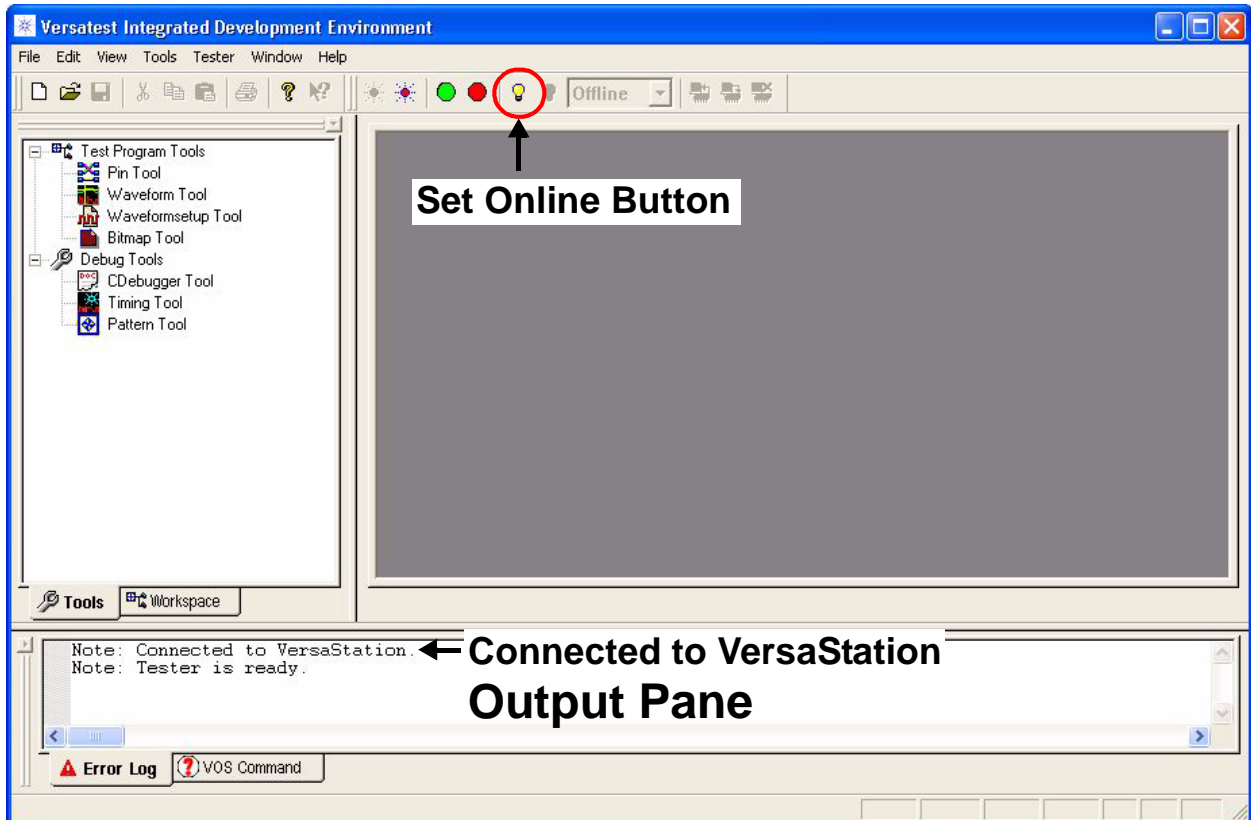 Versatest Integrated Development Environment
File Edit View Tools Tester Window Help
Offline
Set Online Button
Test Program Tools
Pin Tool
Waveform Tool
Waveformsetup Tool
Bitmap Tool
Debug Tools
CDebugger Tool
Timing Tool
Pattern Tool
Tools Workspace
Note: Connected to VersaStation.
Connected to VersaStation
Note: Tester is ready.
Output Pane
Error Log VOS Command